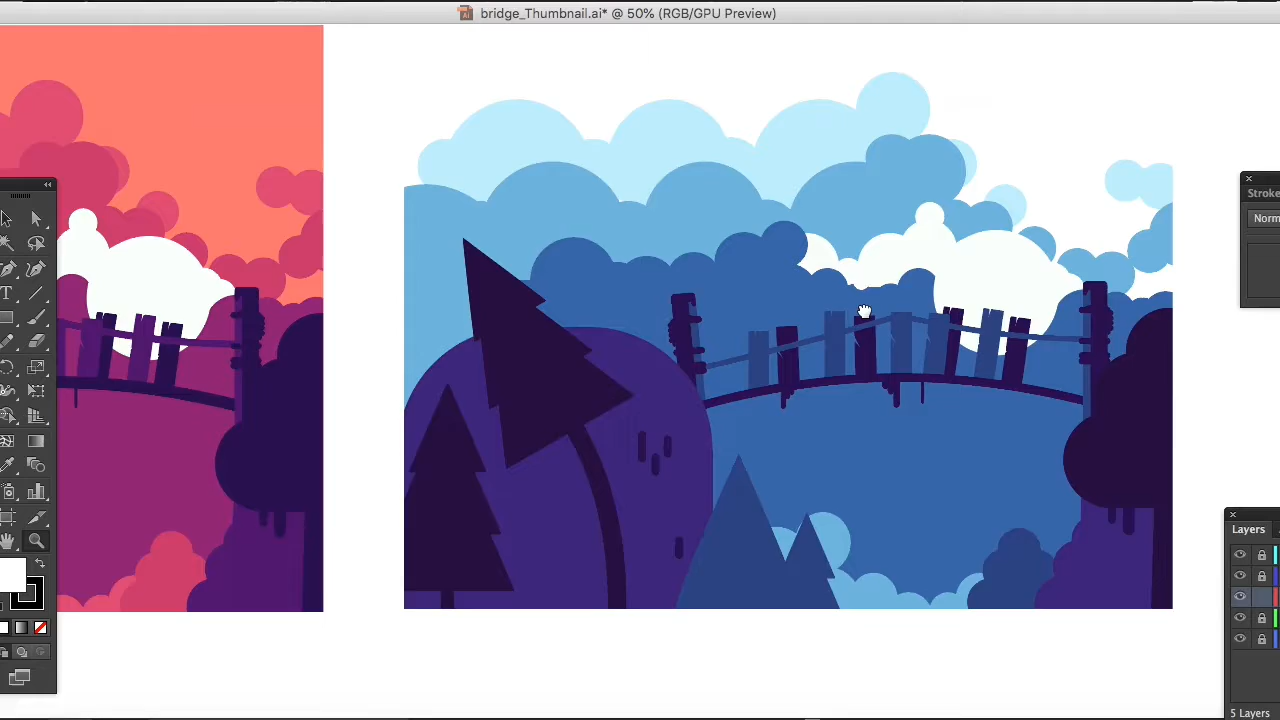 bridge_Thumbnail.ai* @ 50% (RGB/GPU Preview)
Stroke
Norm
Layers
5 Layers